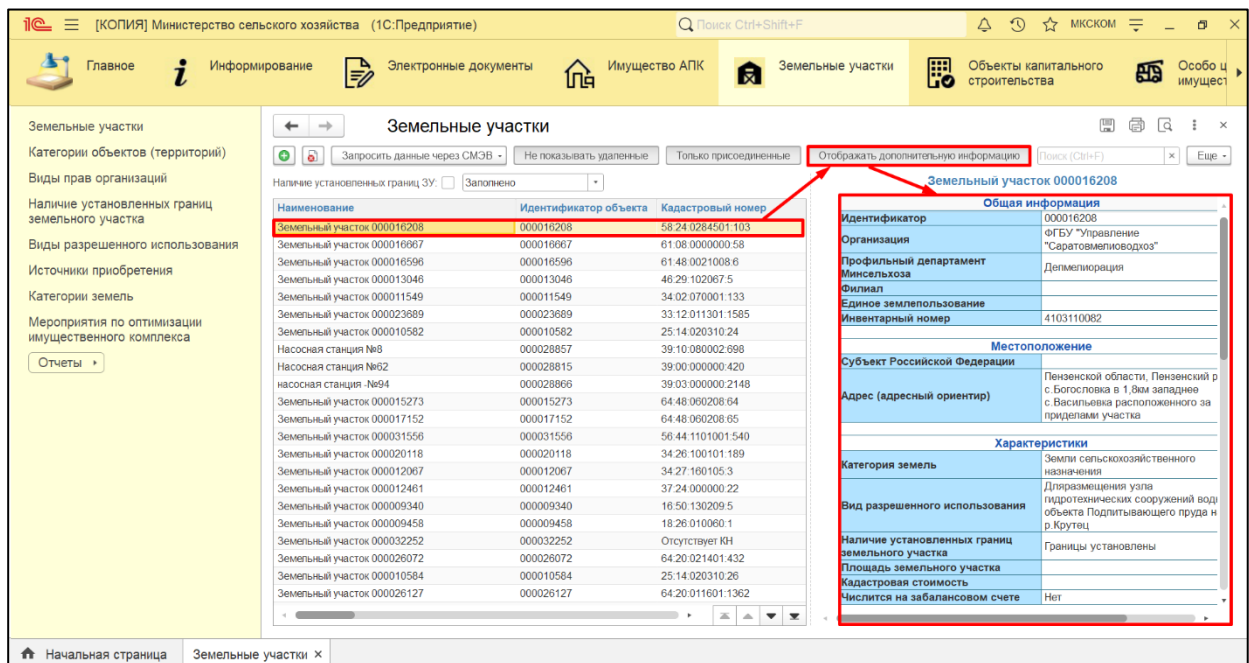 [КОПИЯ] Министерство сельского хозяйства (1С:Предприятие)
Поиск Ctrl+Shift+F
МКСКОМ
Главное
Информирование
Электронные документы
Имущество АПК
Земельные участки
Объекты капитального
строительства
Особо ц
имущест
Земельные участки
Категории объектов (территорий)
Виды прав организаций
Наличие установленных границ
земельного участка
Виды разрешенного использования
Источники приобретения
Категории земель
Мероприятия по оптимизации
имущественного комплекса
Отчеты
Земельные участки
Запросить данные через СМЭВ
Не показывать удаленные
Только присоединенные
Отображать дополнительную информацию
Поиск (Ctrl+F)
Еще
Наличие установленных границ ЗУ:
Заполнено
Наименование Идентификатор объекта Кадастровый номер
Земельный участок 000016208 000016208 58:24:0284501:103
Земельный участок 000016667 000016667 61:08:0000000:58
Земельный участок 000016596 000016596 61:48:0021008:6
Земельный участок 000013046 000013046 46:29:102067:5
Земельный участок 000011549 000011549 34:02:070001:133
Земельный участок 000023689 000023689 33:12:011301:1585
Земельный участок 000010582 000010582 25:14:020310:24
Насосная станция №8 000028857 39:10:080002:698
Насосная станция №62 000028815 39:00:000000:420
насосная станция -№94 000028866 39:03:000000:2148
Земельный участок 000015273 000015273 64:48:060208:64
Земельный участок 000017152 000017152 64:48:060208:65
Земельный участок 000031556 000031556 56:44:1101001:540
Земельный участок 000020118 000020118 34:26:100101:189
Земельный участок 000012067 000012067 34:27:160105:3
Земельный участок 000012461 000012461 37:24:000000:22
Земельный участок 000009340 000009340 16:50:130209:5
Земельный участок 000009458 000009458 18:26:010060:1
Земельный участок 000032252 000032252 Отсутствует КН
Земельный участок 000026072 000026072 64:20:021401:432
Земельный участок 000010584 000010584 25:14:020310:26
Земельный участок 000026127 000026127 64:20:011601:1362
Земельный участок 000016208
Общая информация
Идентификатор 000016208
Организация
ФГБУ "Управление
"Саратовмелиоводхоз"
Профильный департамент
Минсельхоза
Депмелиорация
Филиал
Единое землепользование
Инвентарный номер 4103110082
Местоположение
Субъект Российской Федерации
Адрес (адресный ориентир)
Пензенской области, Пензенский р
с.Богословка в 1,8км западнее
с.Васильевка расположенного за
приделами участка
Характеристики
Категория земель
Земли сельскохозяйственного
назначения
Вид разрешенного использования
Дляразмещения узла
гидротехнических сооружений водн
объекта Подпитывающего пруда н
р.Крутец
Наличие установленных границ
земельного участка
Границы установлены
Площадь земельного участка
Кадастровая стоимость
Числится на забалансовом счете Нет
Начальная страница
Земельные участки ×